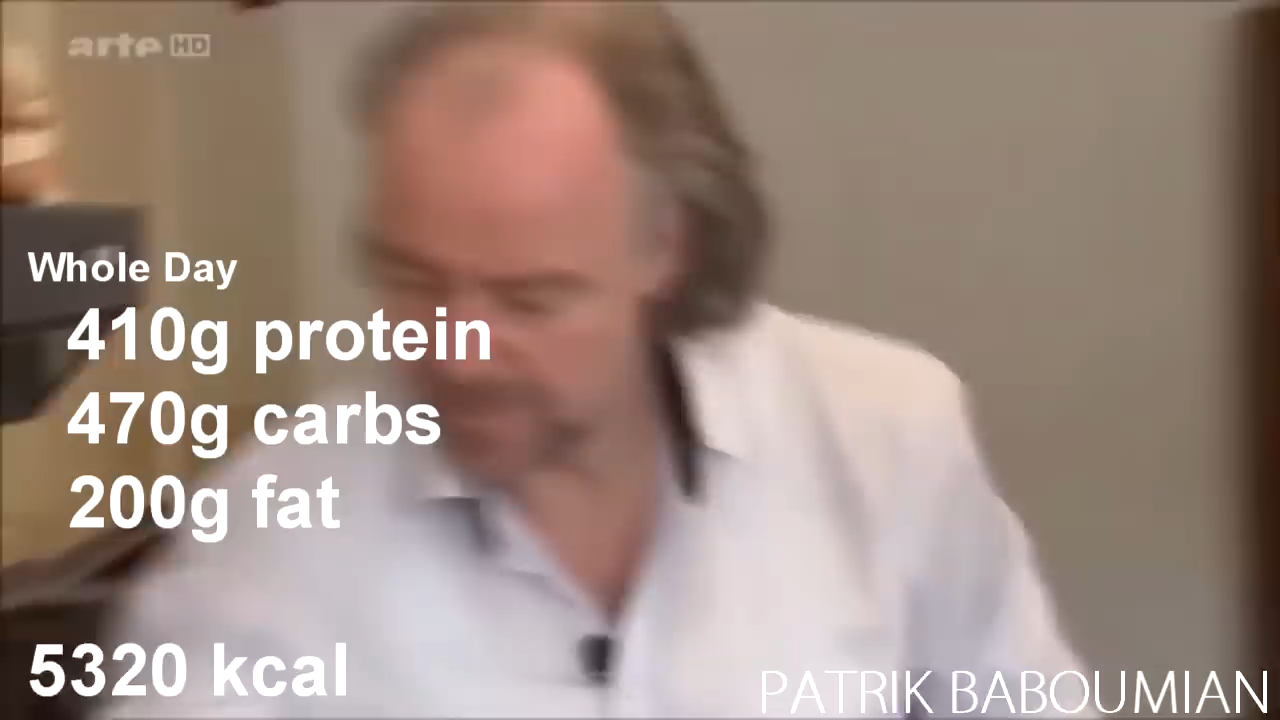 arte HD
Whole Day
410g protein
470g carbs
200g fat
5320 kcal
PATRIK BABOUMIAN